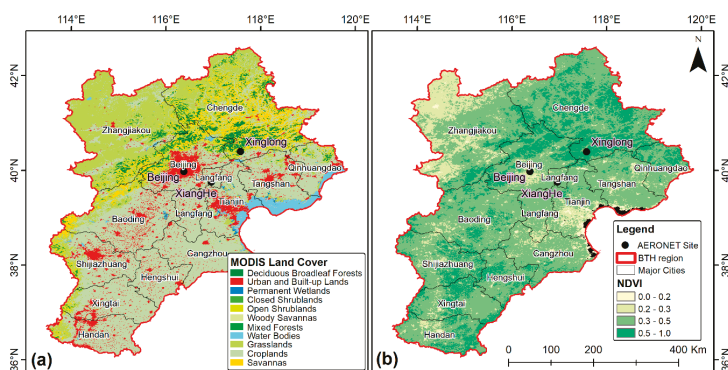 114°E 116°E 118°E 120°E
114°E 116°E 118°E 120°E
N
42°N
40°N
38°N
36°N
Chengde
Zhangjiakou
Xinglong
Beijing
Qinhuangdao
Beijing
Langfang
Tangshan
XiangHe
Tianjin
Baoding
Langfang
Cangzhou
Shijiazhuang
Hengshui
Xingtai
Handan
(a)
MODIS Land Cover
Deciduous Broadleaf Forests
Urban and Built-up Lands
Permanent Wetlands
Closed Shrublands
Open Shrublands
Woody Savannas
Mixed Forests
Water Bodies
Grasslands
Croplands
Savannas
Chengde
Zhangjiakou
Xinglong
Beijing
Qinhuangdao
Beijing
Langfang
Tangshan
XiangHe
Tianjin
Baoding
Langfang
Cangzhou
Shijiazhuang
Hengshui
Xingtai
Handan
(b)
Legend
AERONET Site
BTH region
Major Cities
NDVI
0.0 - 0.2
0.2 - 0.3
0.3 - 0.5
0.5 - 1.0
0 100 200 400 Km
42°N
40°N
38°N
36°N